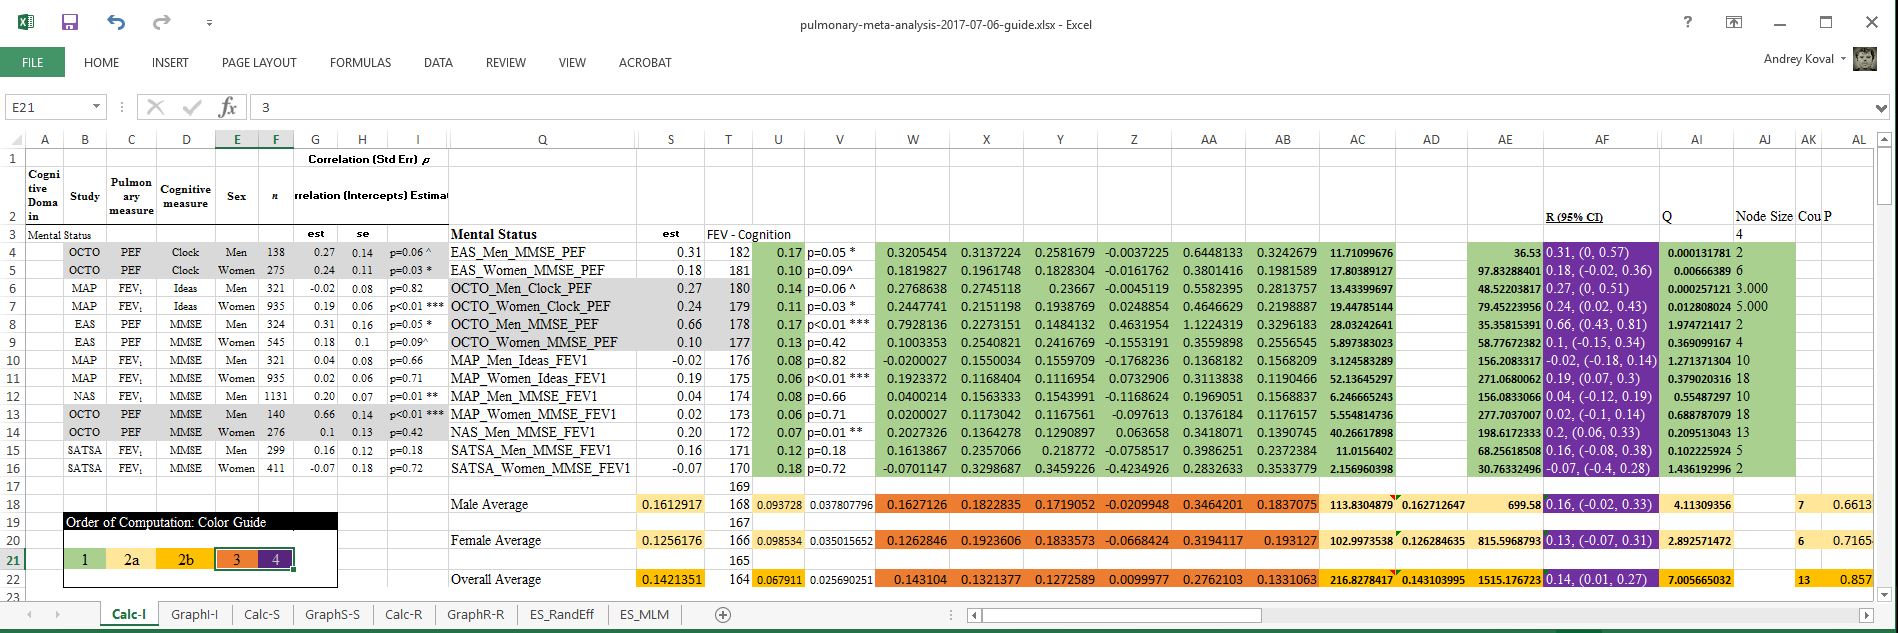 pulmonary-meta-analysis-2017-07-06-guide.xlsx - Excel
FILE HOME INSERT PAGE LAYOUT FORMULAS DATA REVIEW VIEW ACROBAT Andrey Koval
E21 fx 3
A B C D E F G H I Q S T U V W X Y Z AA AB AC AD AE AF AI AJ AK AL
1 Correlation (Std Err) ρ
2 Cogni tive Doma in Study Pulmon ary measure Cognitive measure Sex n rrelation (Intercepts) Estima R (95% CI) Q Node Size Cou P
3 Mental Status est se Mental Status est FEV - Cognition 4
4 OCTO PEF Clock Men 138 0.27 0.14 p=0.06 ^ EAS_Men_MMSE_PEF 0.31 182 0.17 p=0.05 * 0.3205454 0.3137224 0.2581679 -0.0037225 0.6448133 0.3242679 11.71099676 36.53 0.31, (0, 0.57) 0.000131781 2
5 OCTO PEF Clock Women 275 0.24 0.11 p=0.03 * EAS_Women_MMSE_PEF 0.18 181 0.10 p=0.09^ 0.1819827 0.1961748 0.1828304 -0.0161762 0.3801416 0.1981589 17.80389127 97.83288401 0.18, (-0.02, 0.36) 0.00666389 6
6 MAP FEV₁ Ideas Men 321 -0.02 0.08 p=0.82 OCTO_Men_Clock_PEF 0.27 180 0.14 p=0.06 ^ 0.2768638 0.2745118 0.23667 -0.0045119 0.5582395 0.2813757 13.43399697 48.52203817 0.27, (0, 0.51) 0.000257121 3.000
7 MAP FEV₁ Ideas Women 935 0.19 0.06 p<0.01 *** OCTO_Women_Clock_PEF 0.24 179 0.11 p=0.03 * 0.2447741 0.2151198 0.1938769 0.0248854 0.4646629 0.2198887 19.44785144 79.45223956 0.24, (0.02, 0.43) 0.012808024 5.000
8 EAS PEF MMSE Men 324 0.31 0.16 p=0.05 * OCTO_Men_MMSE_PEF 0.66 178 0.17 p<0.01 *** 0.7928136 0.2273151 0.1484132 0.4631954 1.1224319 0.3296183 28.03242641 35.35815391 0.66, (0.43, 0.81) 1.974721417 2
9 EAS PEF MMSE Women 545 0.18 0.1 p=0.09^ OCTO_Women_MMSE_PEF 0.10 177 0.13 p=0.42 0.1003353 0.2540821 0.2416769 -0.1553191 0.3559898 0.2556545 5.897383023 58.77672382 0.1, (-0.15, 0.34) 0.369099167 4
10 MAP FEV₁ MMSE Men 321 0.04 0.08 p=0.66 MAP_Men_Ideas_FEV1 -0.02 176 0.08 p=0.82 -0.0200027 0.1550034 0.1559709 -0.1768236 0.1368182 0.1568209 3.124583289 156.2083317 -0.02, (-0.18, 0.14) 1.271371304 10
11 MAP FEV₁ MMSE Women 935 0.02 0.06 p=0.71 MAP_Women_Ideas_FEV1 0.19 175 0.06 p<0.01 *** 0.1923372 0.1168404 0.1116954 0.0732906 0.3113838 0.1190466 52.13645297 271.0680062 0.19, (0.07, 0.3) 0.379020316 18
12 NAS FEV₁ MMSE Men 1131 0.20 0.07 p=0.01 ** MAP_Men_MMSE_FEV1 0.04 174 0.08 p=0.66 0.0400214 0.1563333 0.1543991 -0.1168624 0.1969051 0.1568837 6.246665243 156.0833066 0.04, (-0.12, 0.19) 0.55487297 10
13 OCTO PEF MMSE Men 140 0.66 0.14 p<0.01 *** MAP_Women_MMSE_FEV1 0.02 173 0.06 p=0.71 0.0200027 0.1173042 0.1167561 -0.097613 0.1376184 0.1176157 5.554814736 277.7037007 0.02, (-0.1, 0.14) 0.688787079 18
14 OCTO PEF MMSE Women 276 0.1 0.13 p=0.42 NAS_Men_MMSE_FEV1 0.20 172 0.07 p=0.01 ** 0.2027326 0.1364278 0.1290897 0.063658 0.3418071 0.1390745 40.26617898 198.6172333 0.2, (0.06, 0.33) 0.209513043 13
15 SATSA FEV₁ MMSE Men 299 0.16 0.12 p=0.18 SATSA_Men_MMSE_FEV1 0.16 171 0.12 p=0.18 0.1613867 0.2357066 0.218722 -0.0758517 0.3986251 0.2372384 11.0156402 68.25618508 0.16, (-0.08, 0.38) 0.102225924 5
16 SATSA FEV₁ MMSE Women 411 -0.07 0.18 p=0.72 SATSA_Women_MMSE_FEV1 -0.07 170 0.18 p=0.72 -0.0701147 0.3298687 0.3459226 -0.4234926 0.2832633 0.3533779 2.156960398 30.76332496 -0.07, (-0.4, 0.28) 1.436192996 2
17 169
18 Male Average 0.1612917 168 0.093728 0.037807796 0.1627126 0.1822835 0.1719052 -0.0209948 0.3464201 0.1837075 113.8304879 0.162712647 699.58 0.16, (-0.02, 0.33) 4.11309356 7 0.6613
19 Order of Computation: Color Guide 167
20 Female Average 0.1256176 166 0.098534 0.035015652 0.1262846 0.1923606 0.1833573 -0.0668424 0.3194117 0.193127 102.9973538 0.126284635 815.5968793 0.13, (-0.07, 0.31) 2.892571472 6 0.7165
21 1 2a 2b 3 4 165
22 Overall Average 0.1421351 164 0.067911 0.025690251 0.143104 0.1321377 0.1272589 0.0099977 0.2762103 0.1331063 216.8278417 0.143103995 1515.176723 0.14, (0.01, 0.27) 7.005665032 13 0.857
23
Calc-I GraphI-I Calc-S GraphS-S Calc-R GraphR-R ES_RandEff ES_MLM